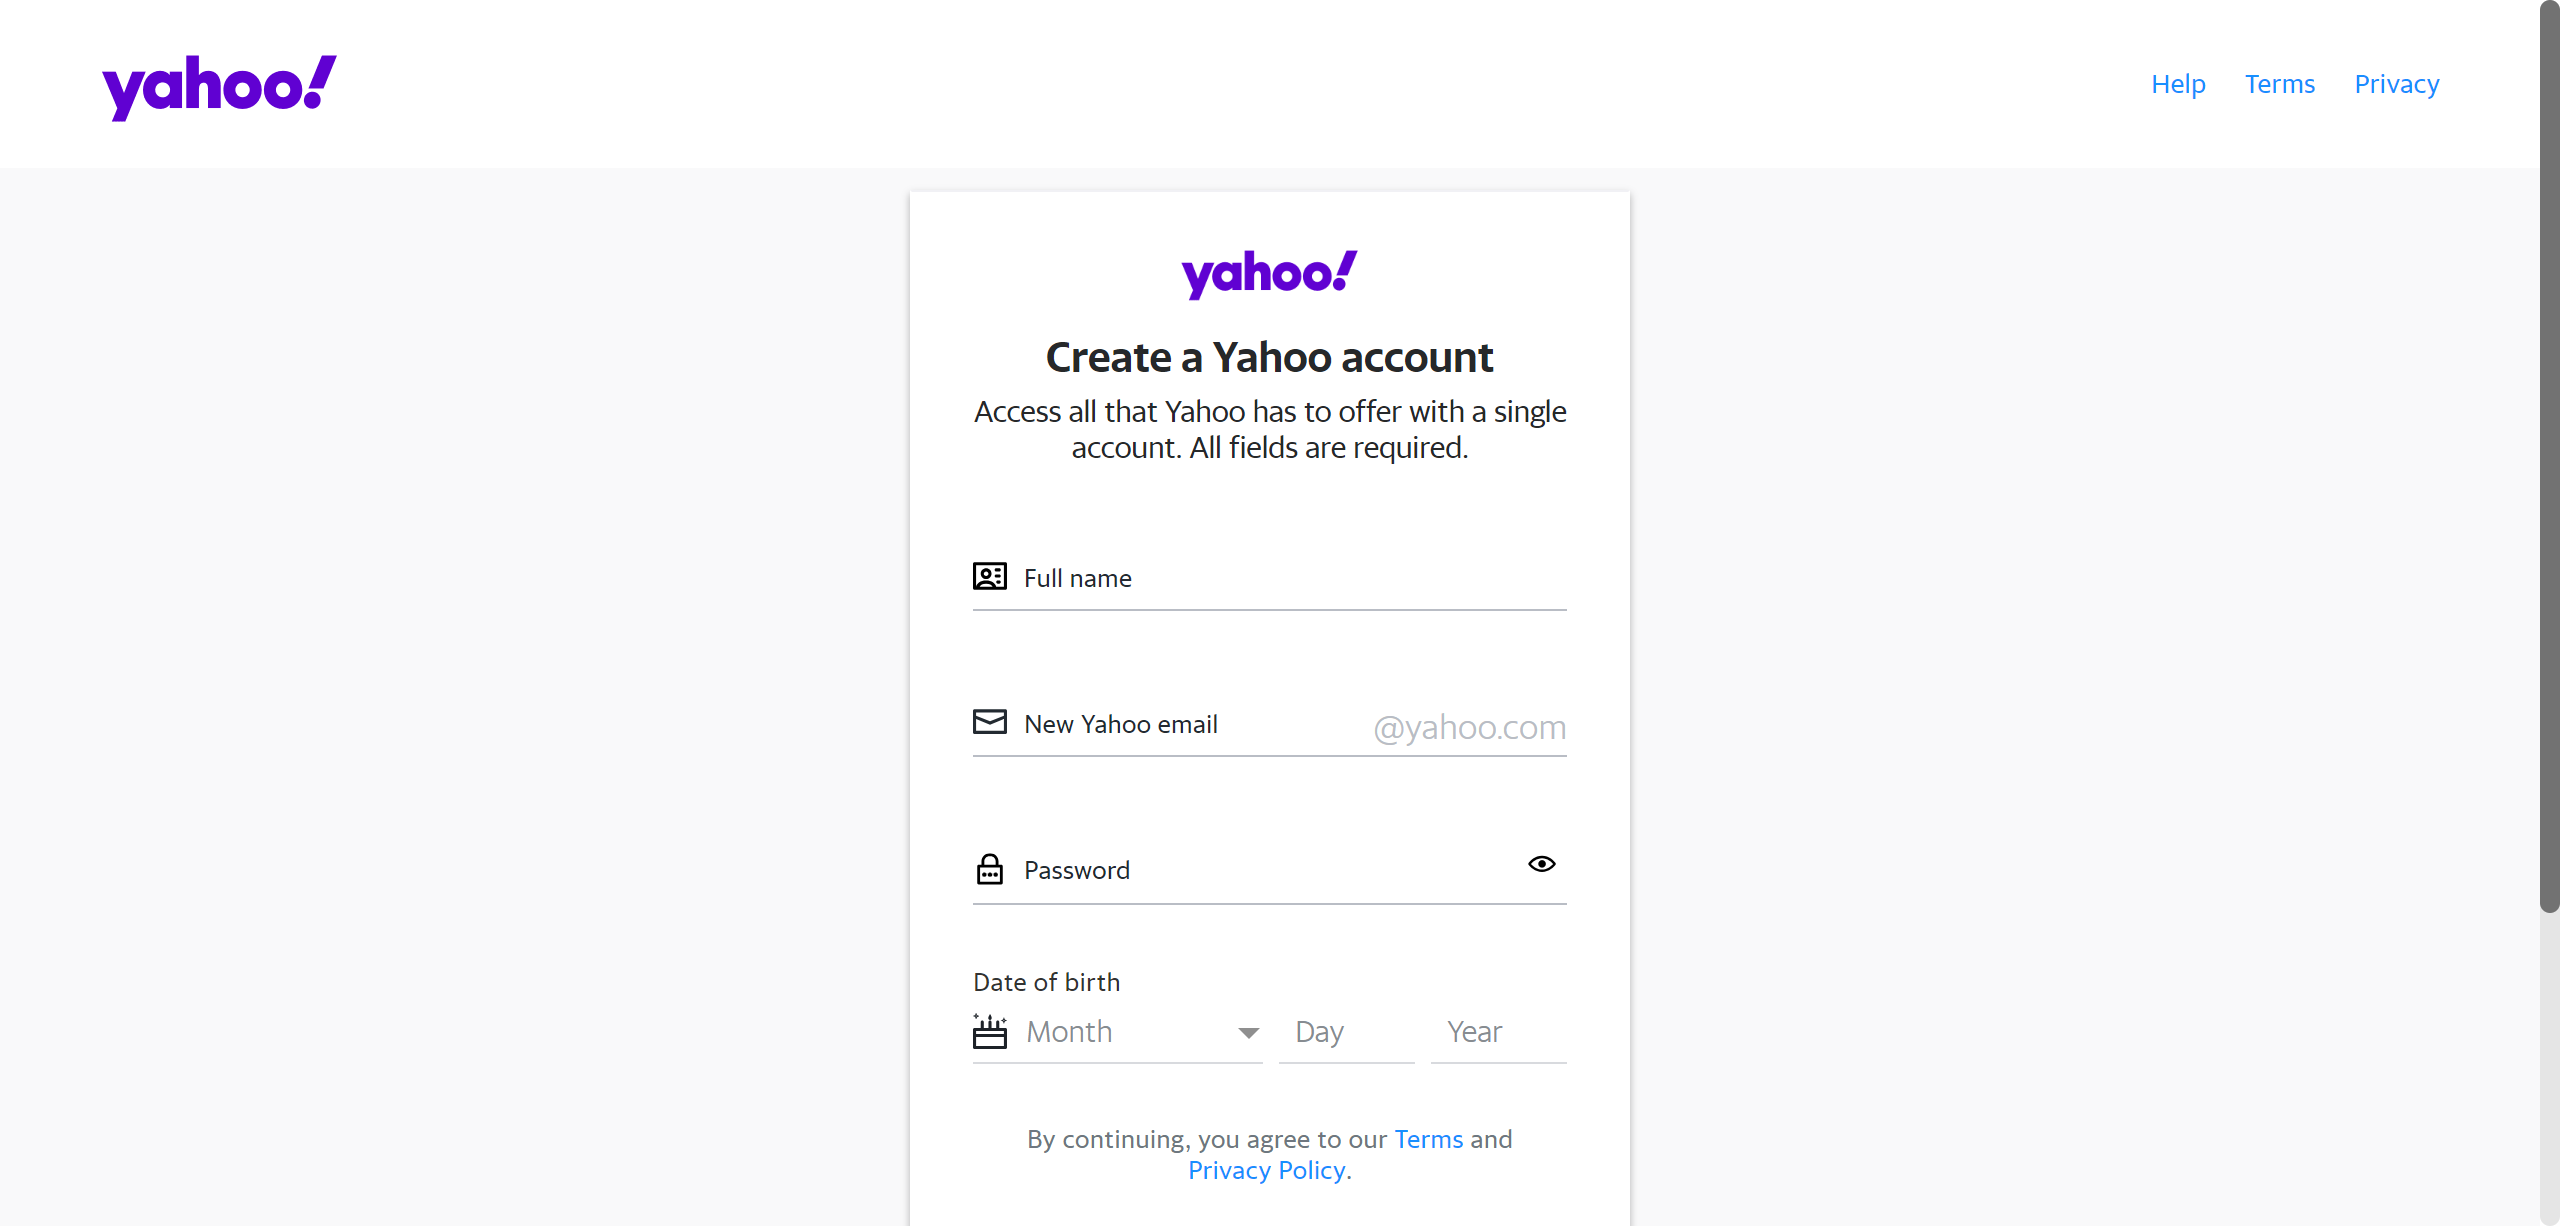 yahoo!
Help Terms Privacy
yahoo!
Create a Yahoo account
Access all that Yahoo has to offer with a single
account. All fields are required.
Full name
New Yahoo email @yahoo.com
Password
Date of birth
Month Day Year
By continuing, you agree to our Terms and
Privacy Policy.